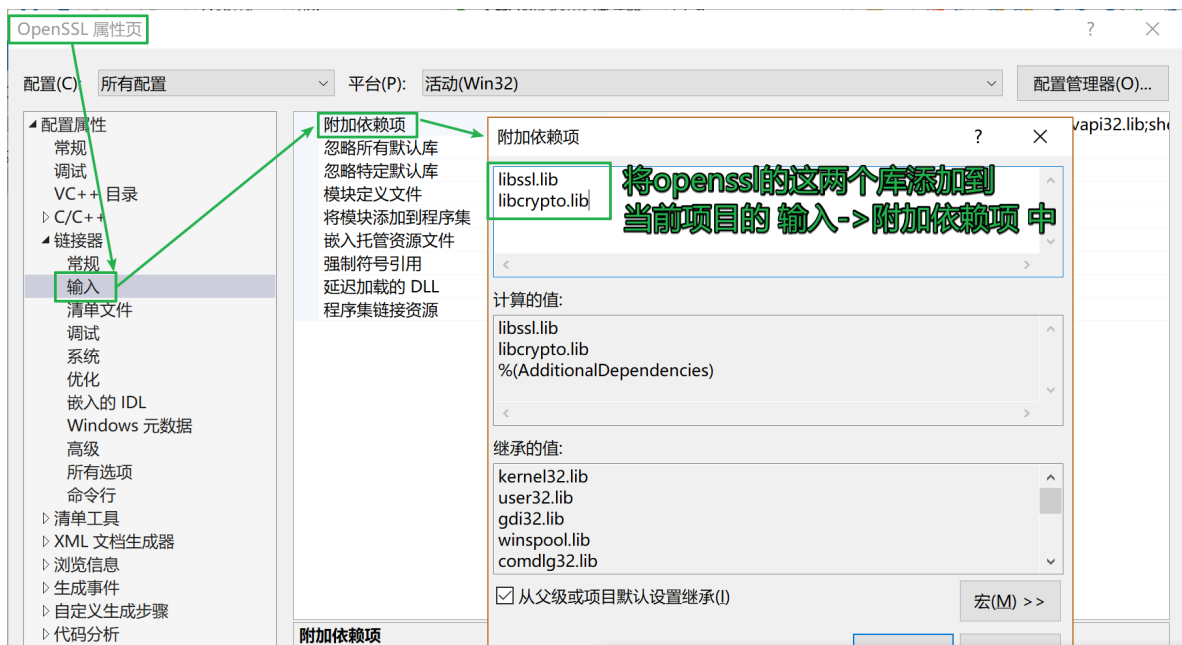 OpenSSL 属性页
配置(C):
所有配置
平台(P):
活动(Win32)
配置管理器(O)...
配置属性
常规
调试
VC++ 目录
C/C++
链接器
常规
输入
清单文件
调试
系统
优化
嵌入的 IDL
Windows 元数据
高级
所有选项
命令行
清单工具
XML 文档生成器
浏览信息
生成事件
自定义生成步骤
代码分析
附加依赖项
忽略所有默认库
忽略特定默认库
模块定义文件
将模块添加到程序集
嵌入托管资源文件
强制符号引用
延迟加载的 DLL
程序集链接资源
附加依赖项
vapi32.lib;she
附加依赖项
libssl.lib
libcrypto.lib
将openssl的这两个库添加到
当前项目的 输入->附加依赖项 中
计算的值:
libssl.lib
libcrypto.lib
%(AdditionalDependencies)
继承的值:
kernel32.lib
user32.lib
gdi32.lib
winspool.lib
comdlg32.lib
从父级或项目默认设置继承(I)
宏(M) >>